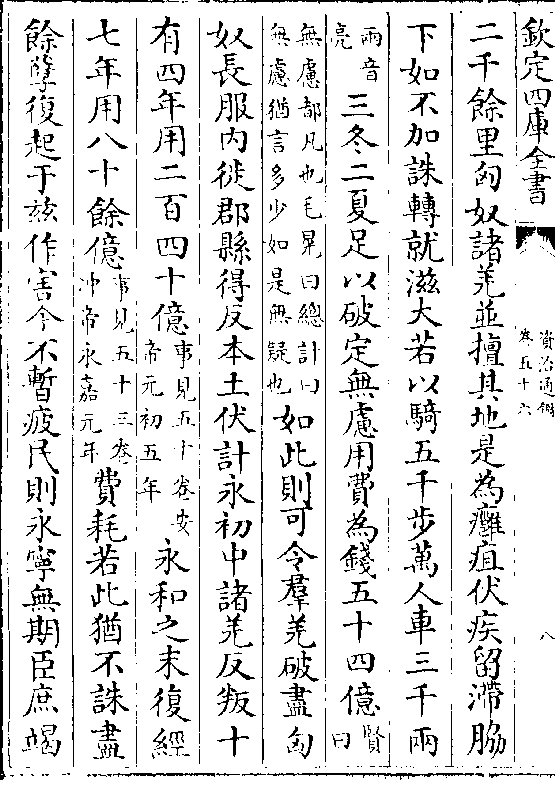 欽定四庫全書
資治通鑑
卷五十六
八
二千餘里匈奴諸羌並擅其地是為癰疽伏疾留滯脇
下如不加誅轉就滋大若以騎五千步萬人車三千兩
兩音亮三冬二夏足以破定無慮用費為錢五十四億賢曰
無慮都凡也毛晃曰總計曰無慮猶言多少如是無疑也如此則可令羣羌破盡匈
奴長服內徙郡縣得反本土伏計永初中諸羌反叛十
有四年用二百四十億事見五十卷安帝元初五年永和之末復經
七年用八十餘億事見五十三卷冲帝永嘉元年費耗若此猶不誅盡
餘孽復起于兹作害今不暫疲民則永寧無期臣庶竭